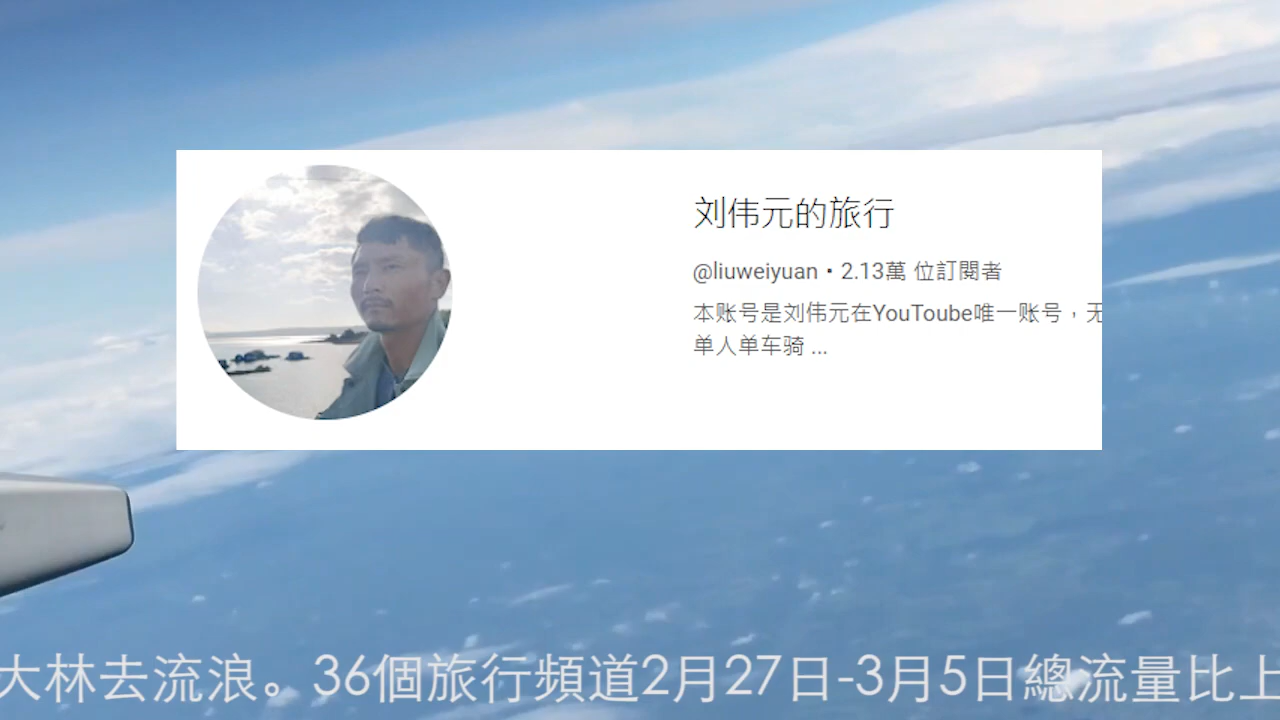 刘伟元的旅行
@liuweiyuan • 2.13萬 位訂閱者
本账号是刘伟元在YouToube唯一账号，无
单人单车骑 ...
大林去流浪。36個旅行頻道2月27日-3月5日總流量比上